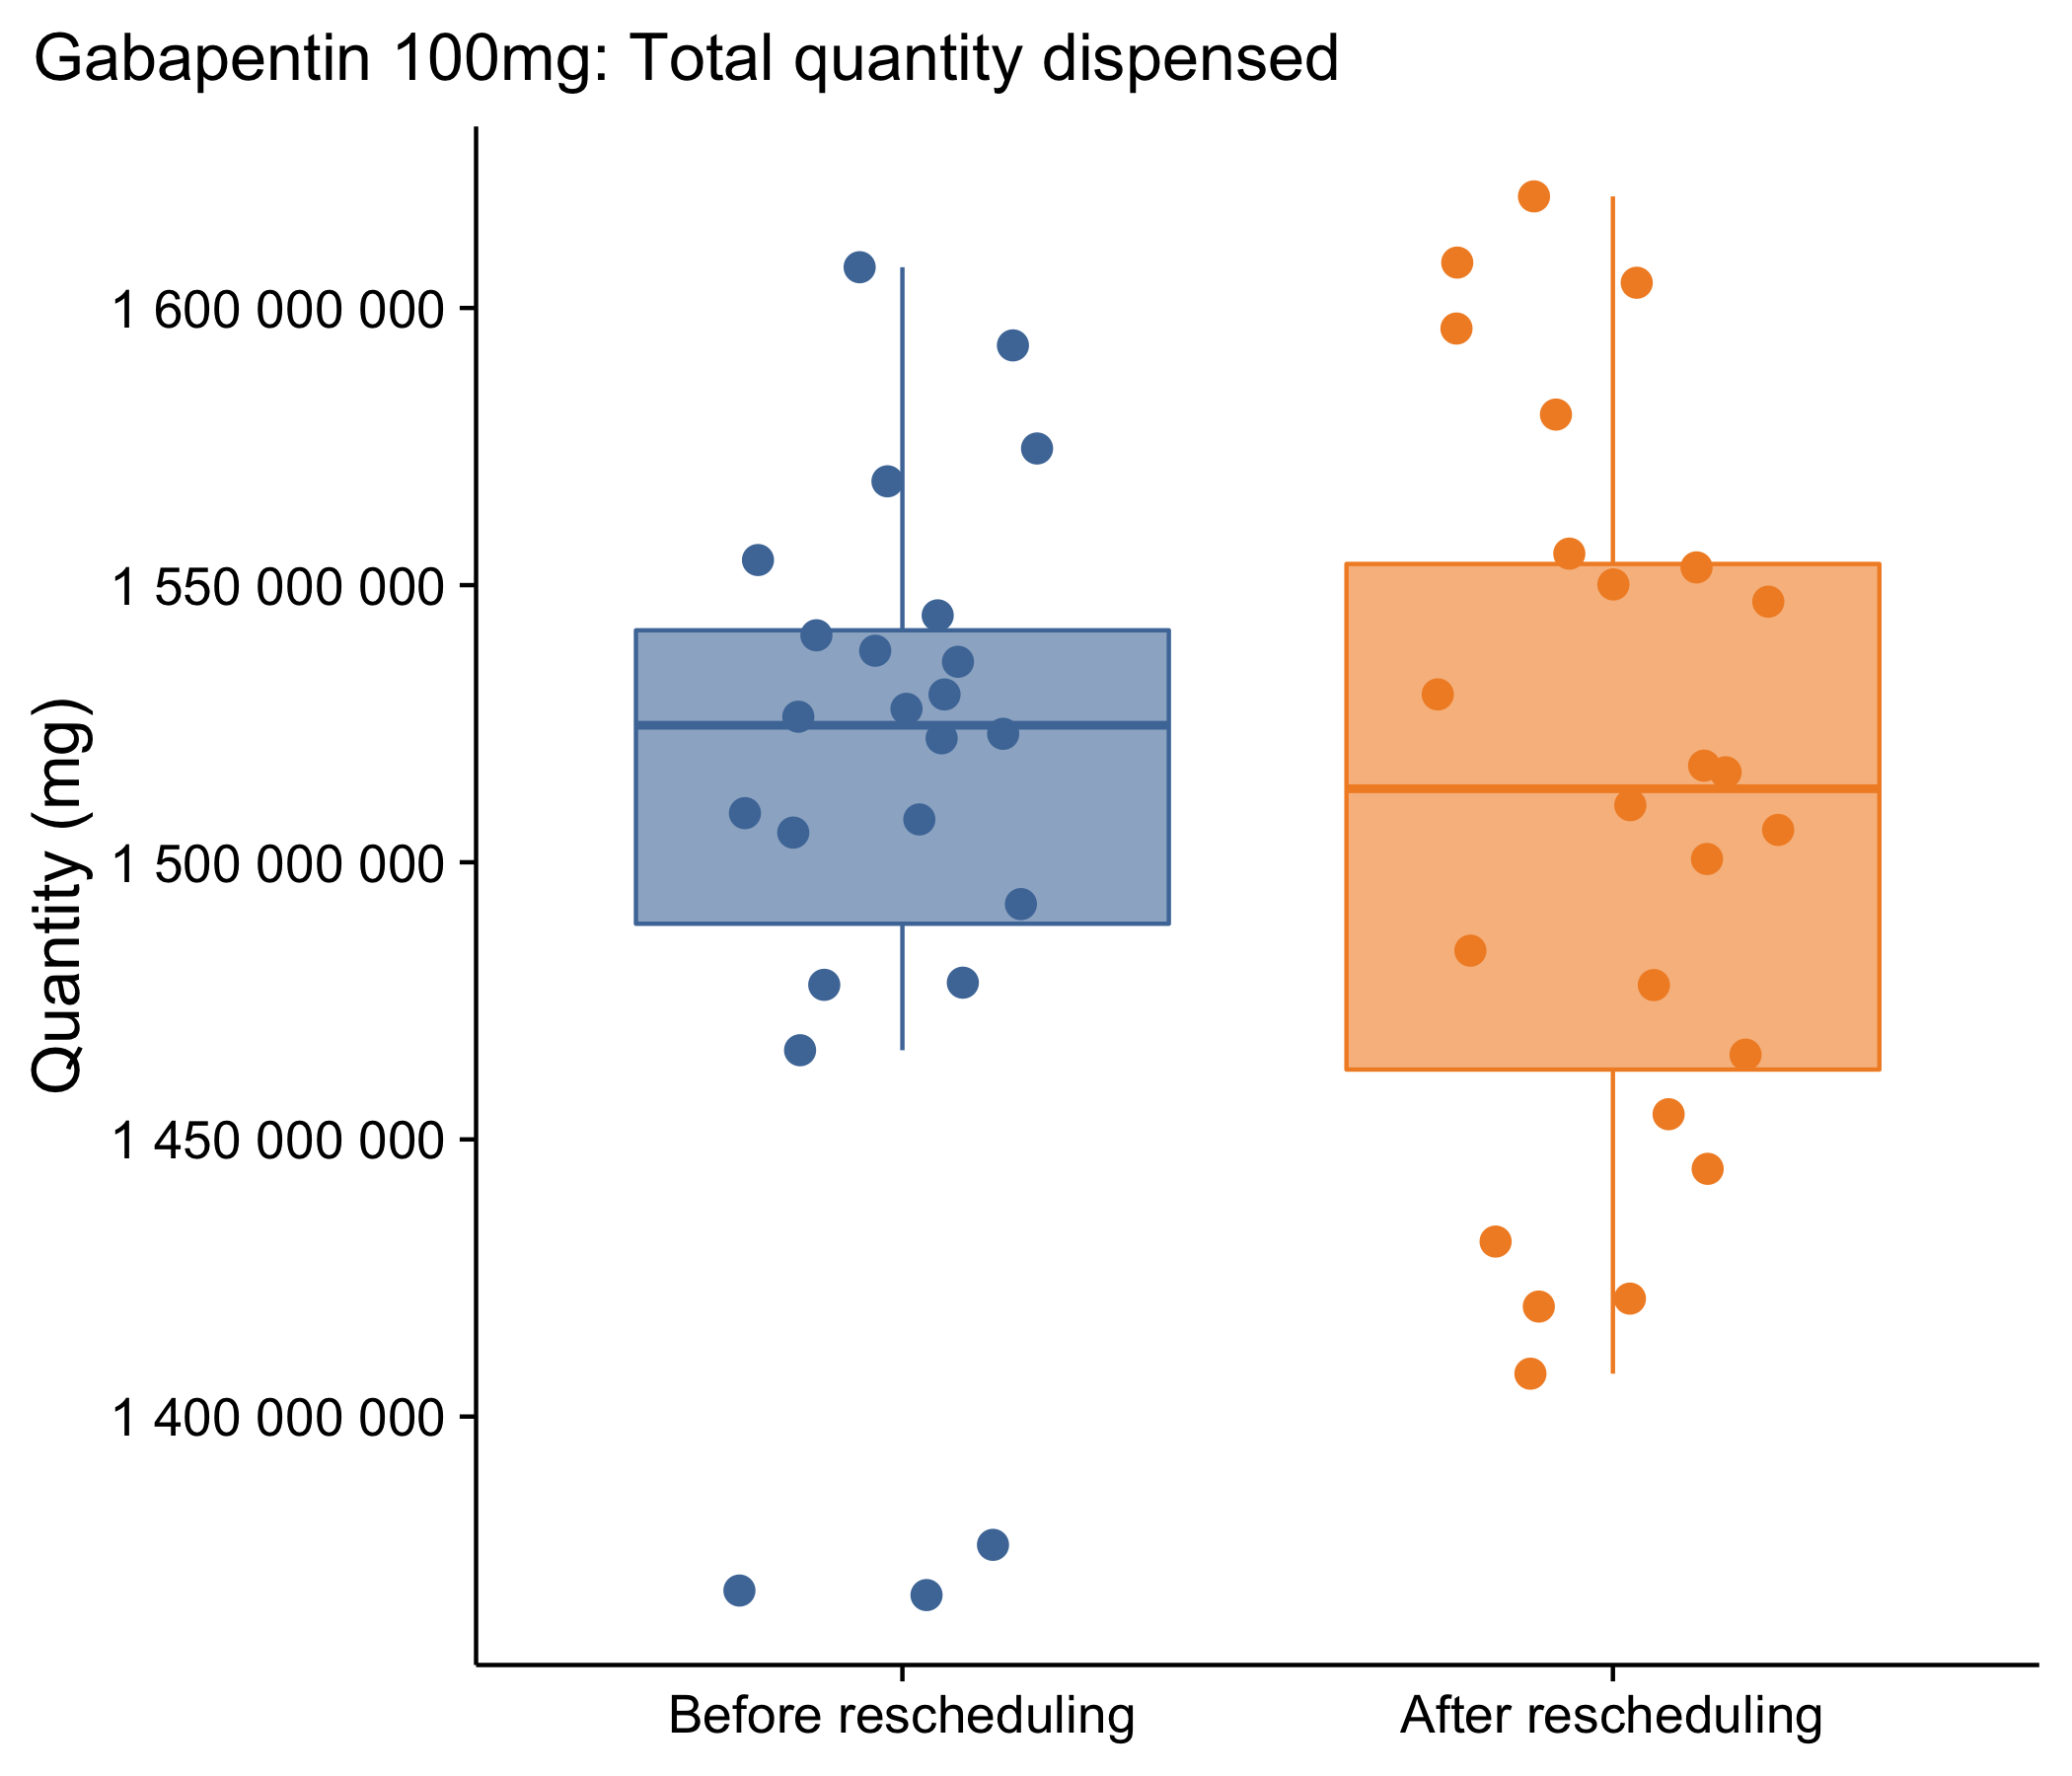 Gabapentin 100mg: Total quantity dispensed
Quantity (mg)
1 600 000 000
1 550 000 000
1 500 000 000
1 450 000 000
1 400 000 000
Before rescheduling
After rescheduling